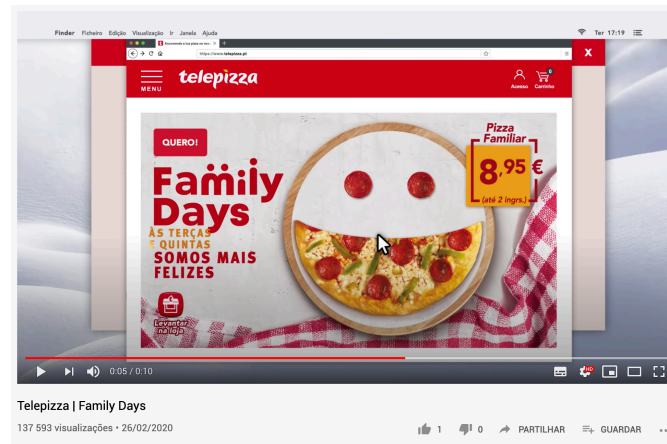 Finder Ficheiro Edição Visualização Ir Janela Ajuda
Ter 17:19
https://www.telepizza.pt
X
MENU
telepizza
Acesso
0
Carrinho
QUERO!
Family
Days
ÀS TERÇAS
E QUINTAS
SOMOS MAIS
FELIZES
Levantar
na loja
Pizza
Familiar
8,95 €
(até 2 ingrs.)
0:05 / 0:10
HD
Telepizza | Family Days
137 593 visualizações • 26/02/2020
1
0
PARTILHAR
GUARDAR